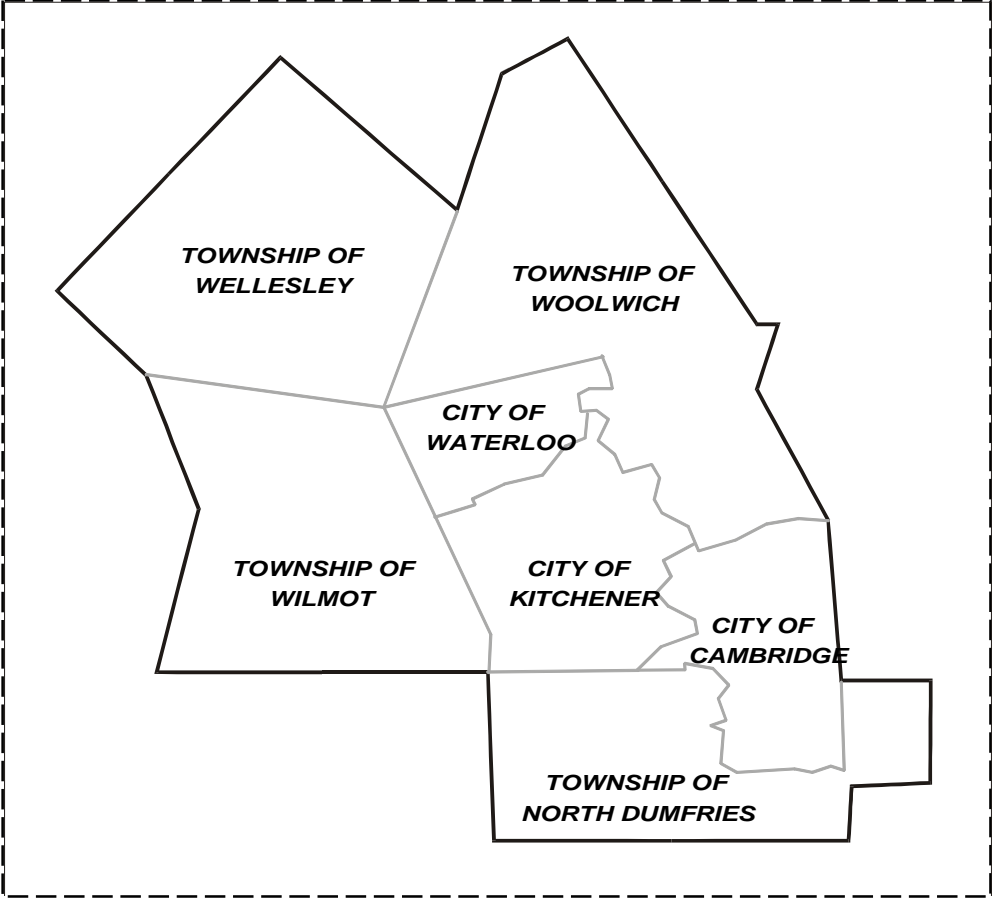 TOWNSHIP OF
WELLESLEY
TOWNSHIP OF
WOOLWICH
CITY OF
WATERLOO
TOWNSHIP OF
WILMOT
CITY OF
KITCHENER
CITY OF
CAMBRIDGE
TOWNSHIP OF
NORTH DUMFRIES